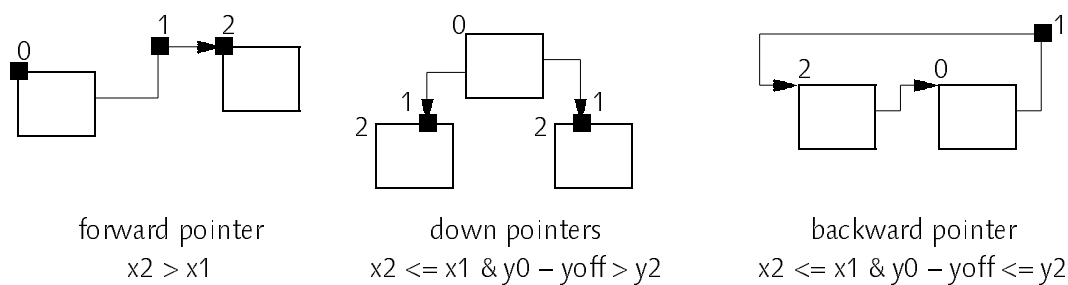 0
1
2
0
1
1
2
2
1
2
0
forward pointer
x2 > x1
down pointers
x2 <= x1 & y0 – yoff > y2
backward pointer
x2 <= x1 & y0 – yoff <= y2